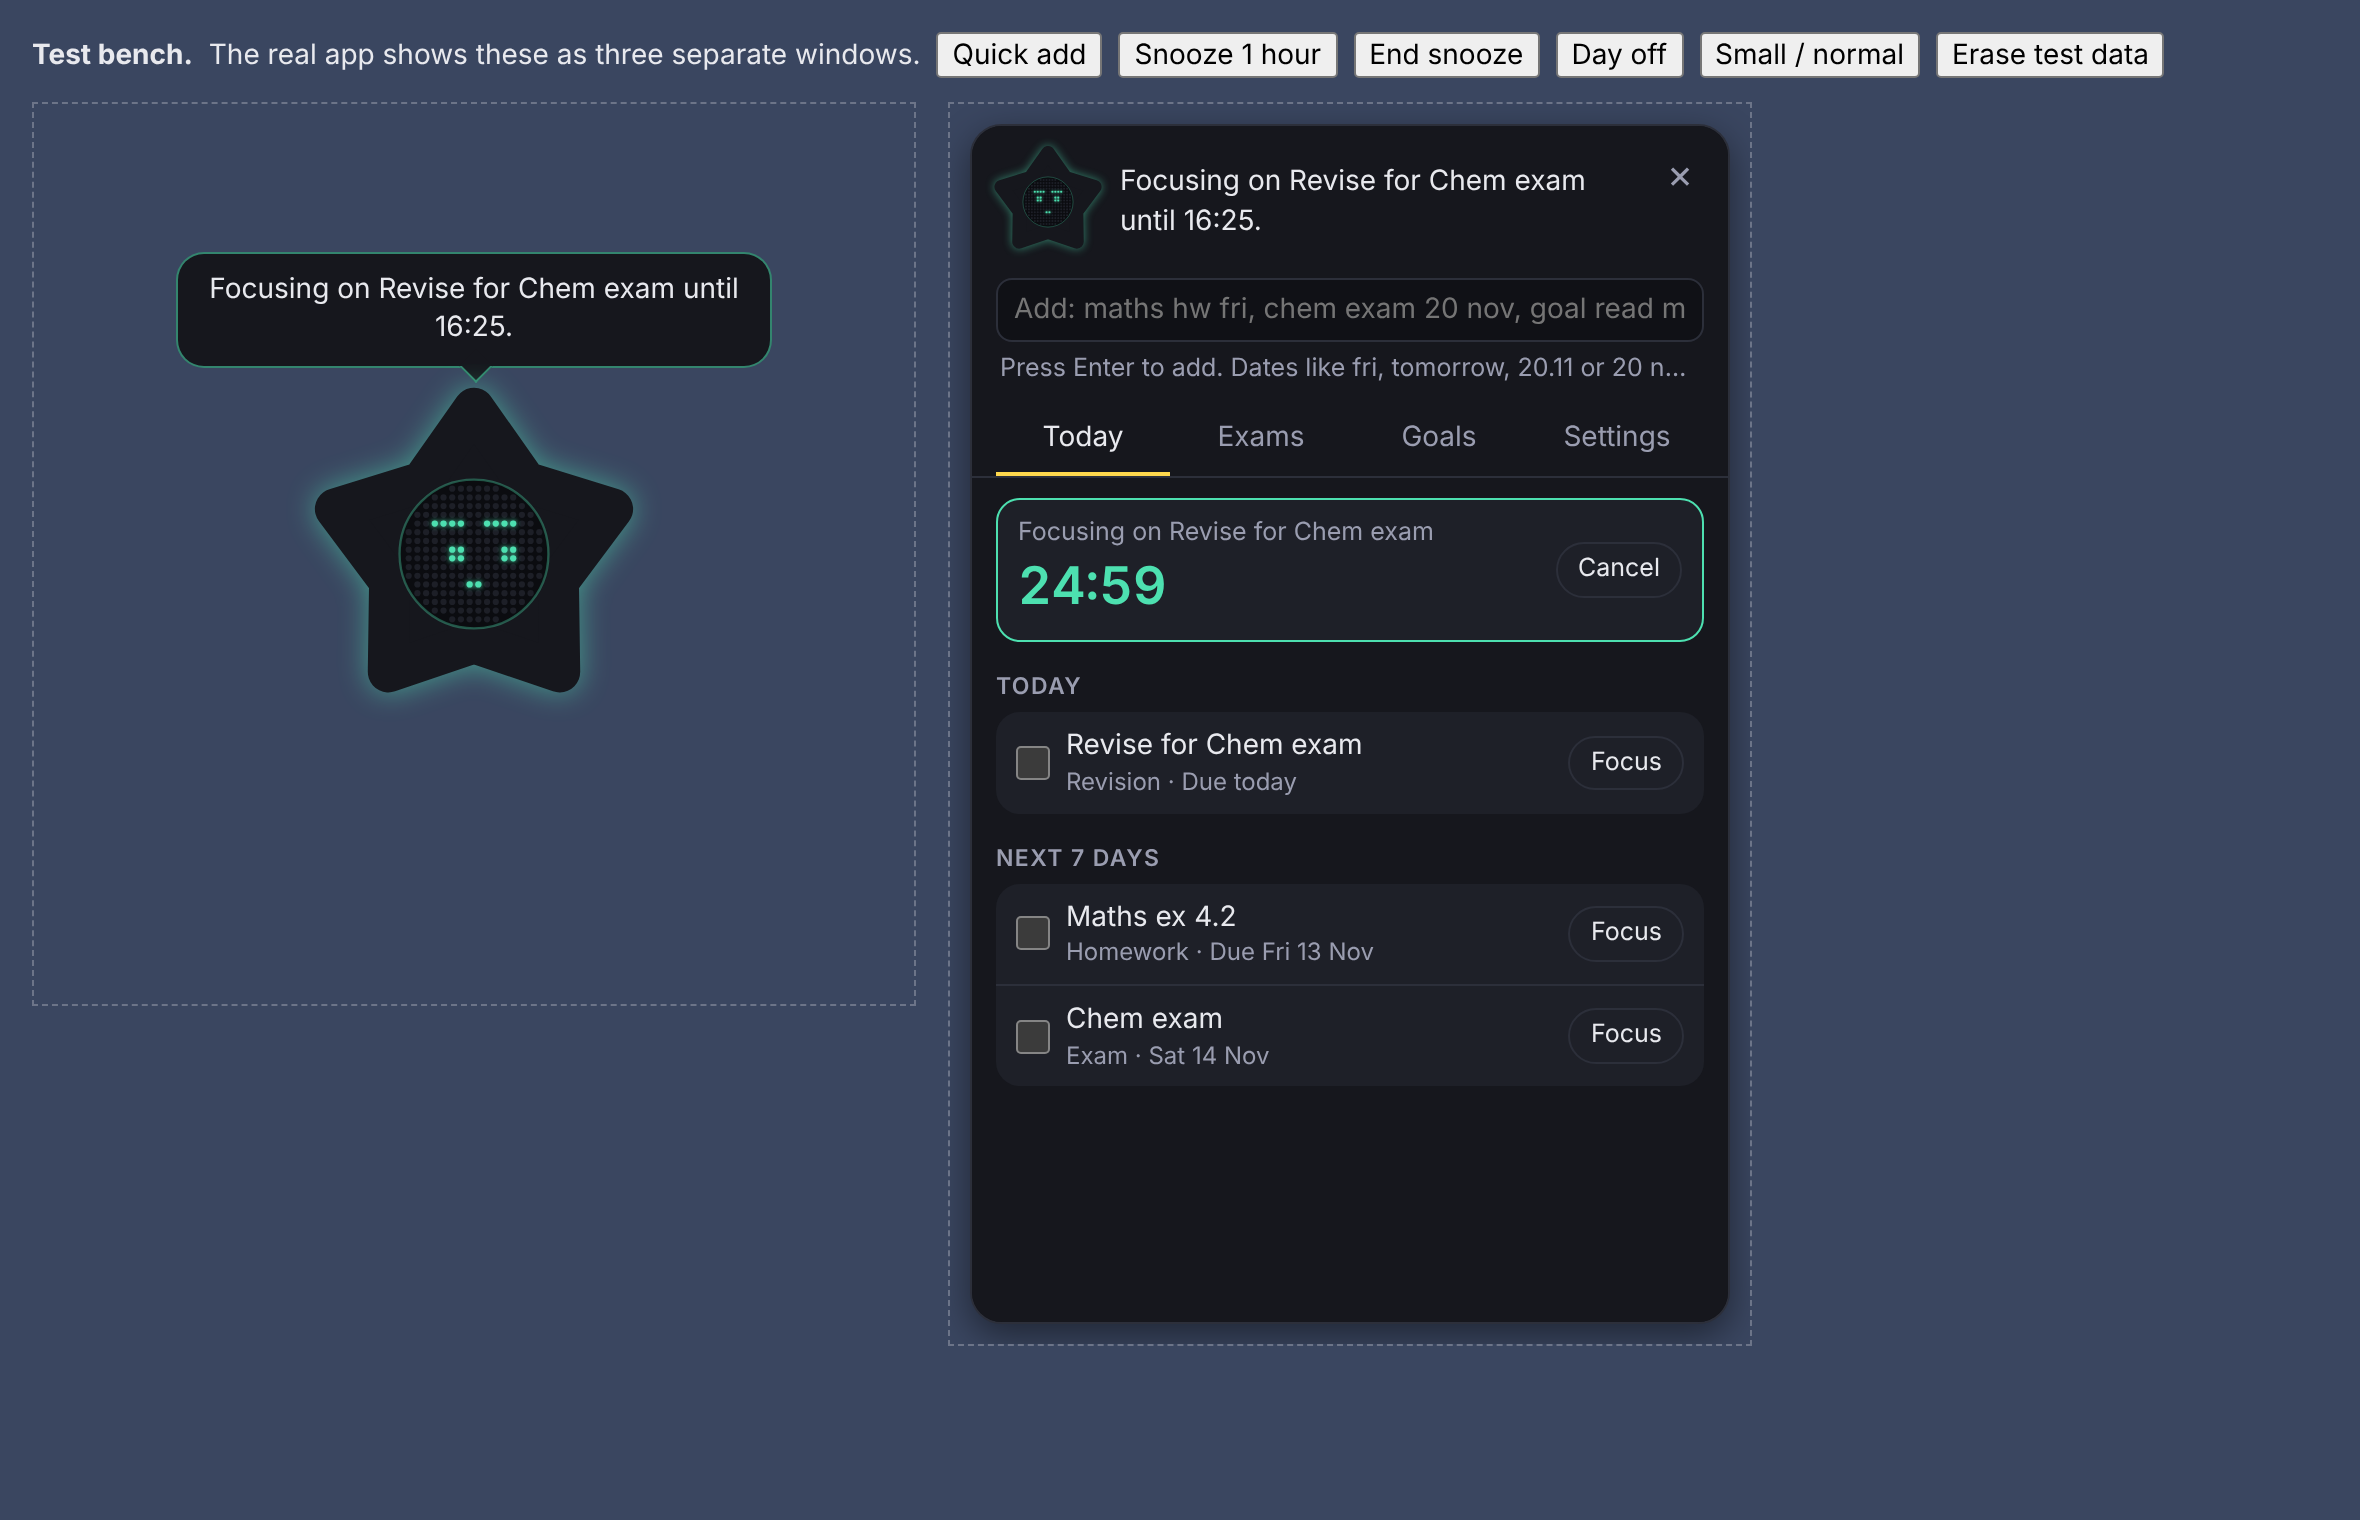 Test bench. The real app shows these as three separate windows. Quick add Snooze 1 hour End snooze Day off Small / normal Erase test data
Focusing on Revise for Chem exam until
16:25.
Focusing on Revise for Chem exam
until 16:25.
✕
Add: maths hw fri, chem exam 20 nov, goal read m
Press Enter to add. Dates like fri, tomorrow, 20.11 or 20 n...
Today Exams Goals Settings
Focusing on Revise for Chem exam
24:59
Cancel
TODAY
Revise for Chem exam
Revision · Due today
Focus
NEXT 7 DAYS
Maths ex 4.2
Homework · Due Fri 13 Nov
Focus
Chem exam
Exam · Sat 14 Nov
Focus